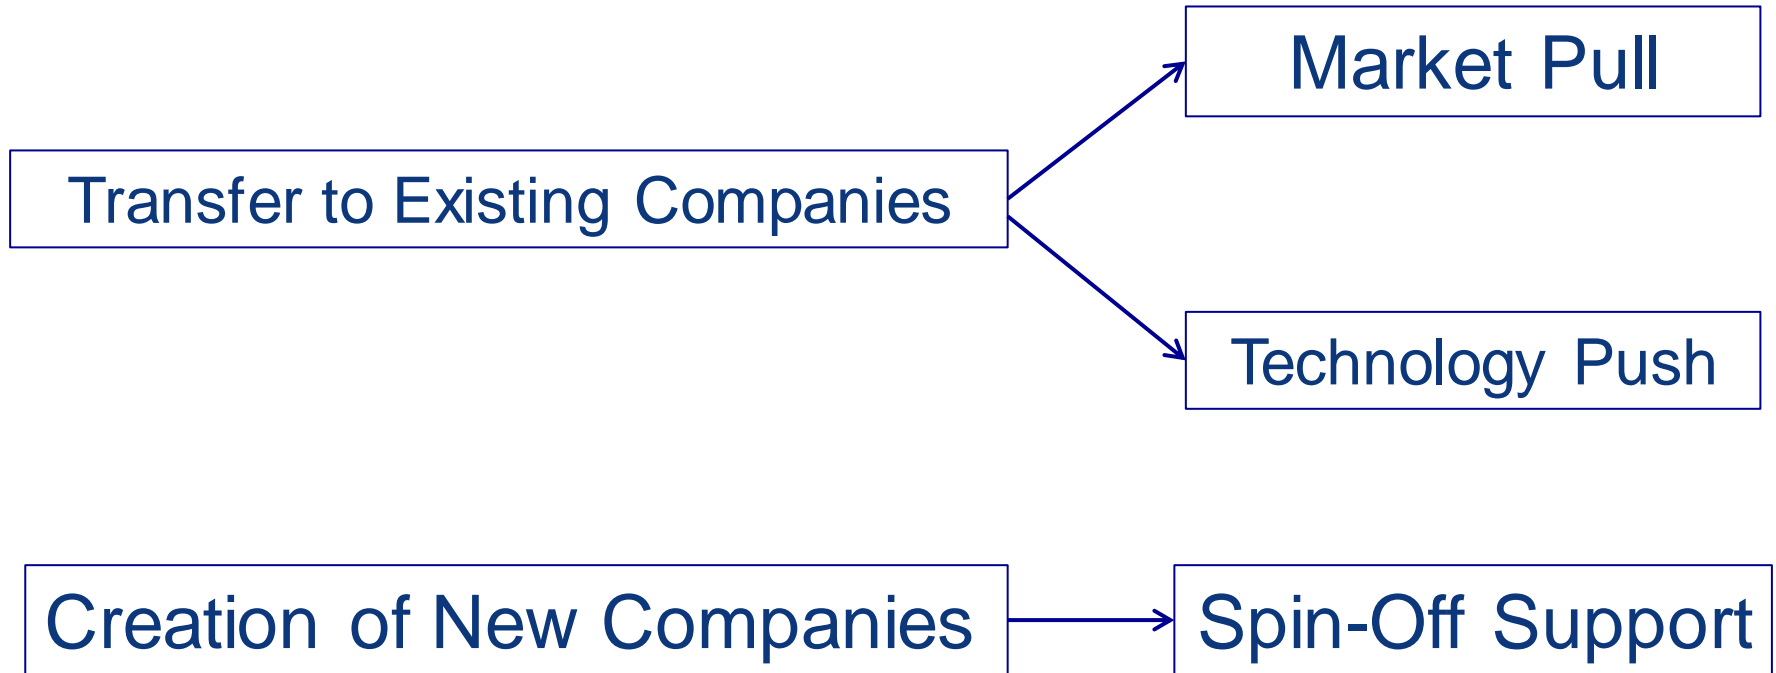 Market Pull
Transfer to Existing Companies
Technology Push
Creation of New Companies
Spin-Off Support